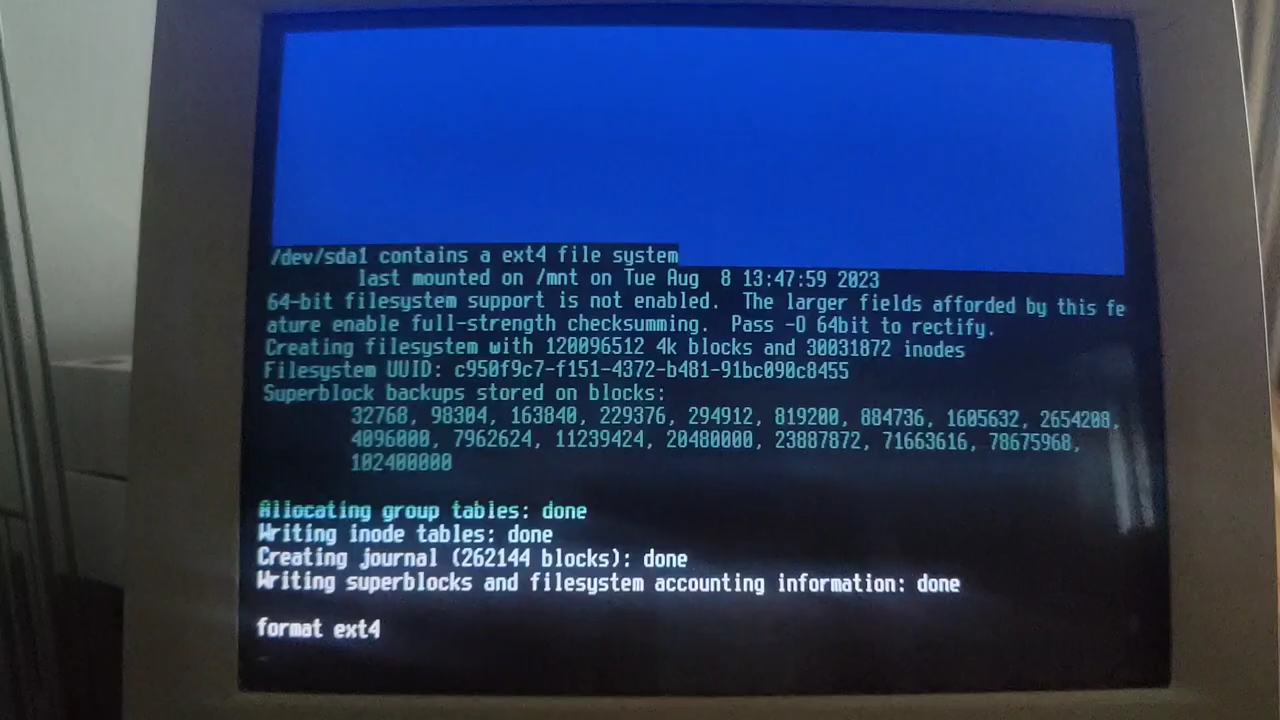 /dev/sda1 contains a ext4 file system
last mounted on /mnt on Tue Aug  8 13:47:59 2023
64-bit filesystem support is not enabled.  The larger fields afforded by this fe
ature enable full-strength checksumming.  Pass -O 64bit to rectify.
Creating filesystem with 120096512 4k blocks and 30031872 inodes
Filesystem UUID: c950f9c7-f151-4372-b481-91bc090c8455
Superblock backups stored on blocks:
32768, 98304, 163840, 229376, 294912, 819200, 884736, 1605632, 2654208,
4096000, 7962624, 11239424, 20480000, 23887872, 71663616, 78675968,
102400000
Allocating group tables: done
Writing inode tables: done
Creating journal (262144 blocks): done
Writing superblocks and filesystem accounting information: done
format ext4